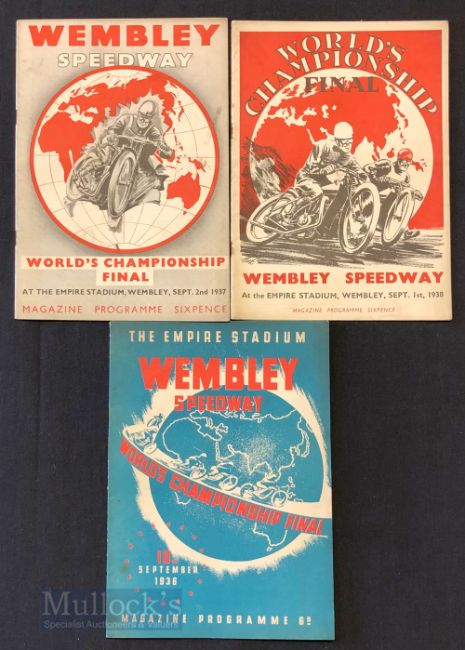 WEMBLEY
SPEEDWAY
WORLD'S CHAMPIONSHIP
FINAL
AT THE EMPIRE STADIUM, WEMBLEY, SEPT. 2nd 1937
MAGAZINE PROGRAMME SIXPENCE
WORLD'S
CHAMPIONSHIP
FINAL
WEMBLEY SPEEDWAY
At the EMPIRE STADIUM, WEMBLEY, SEPT. 1st, 1938
MAGAZINE PROGRAMME SIXPENCE
THE EMPIRE STADIUM
WEMBLEY
SPEEDWAY
WORLD'S CHAMPIONSHIP FINAL
SEPTEMBER
1936
MAGAZINE PROGRAMME 6D
Mullock's
Specialist Auctioneers & Valuers